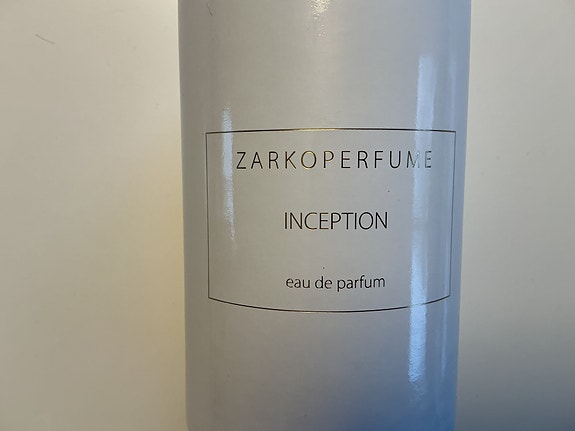 ZARKOPERFUME
INCEPTION
eau de parfum